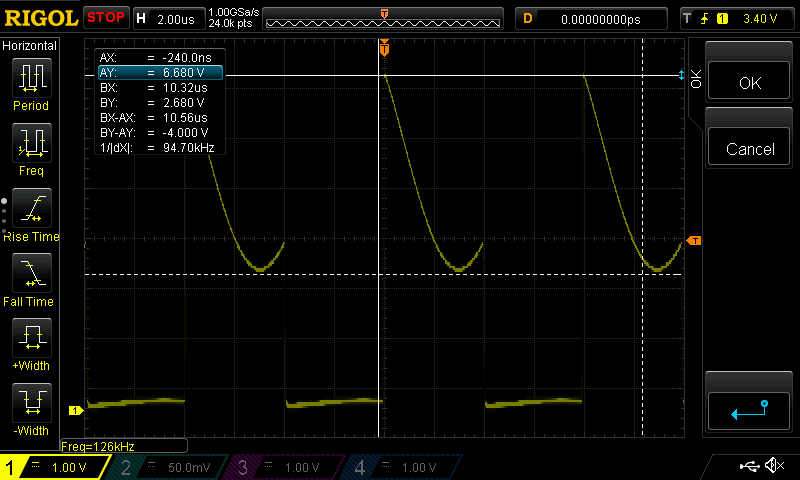 RIGOL STOP H 2.00us 1.00GSa/s D 0.00000000ps T 1 3.40 V
24.0k pts
T
Horizontal
Period
Freq
Rise Time
Fall Time
+Width
-Width
AX: = -240.0ns
AY: = 6.680 V
BX: = 10.32us
BY: = 2.680 V
BX-AX: = 10.56us
BY-AY: = -4.000 V
1/|dX|: = 94.70kHz
T
T
1
Freq=126kHz
OK
OK
Cancel
1 = 1.00 V 2 = 50.0mV 3 = 1.00 V 4 = 1.00 V